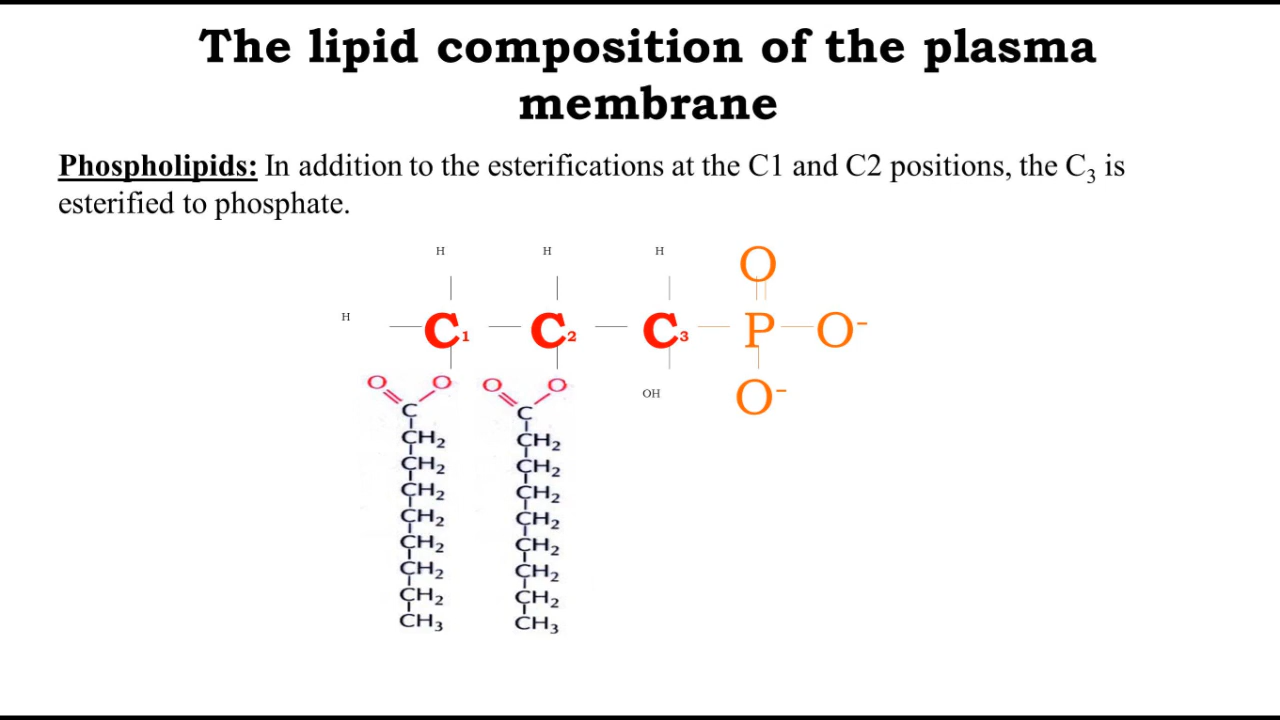 The lipid composition of the plasma
membrane
Phospholipids: In addition to the esterifications at the C1 and C2 positions, the C₃ is
esterified to phosphate.
H H H O
H C₁ C₂ C₃ P O⁻
O O O O OH O⁻
C C
CH₂ CH₂
CH₂ CH₂
CH₂ CH₂
CH₂ CH₂
CH₂ CH₂
CH₂ CH₂
CH₂ CH₂
CH₃ CH₃